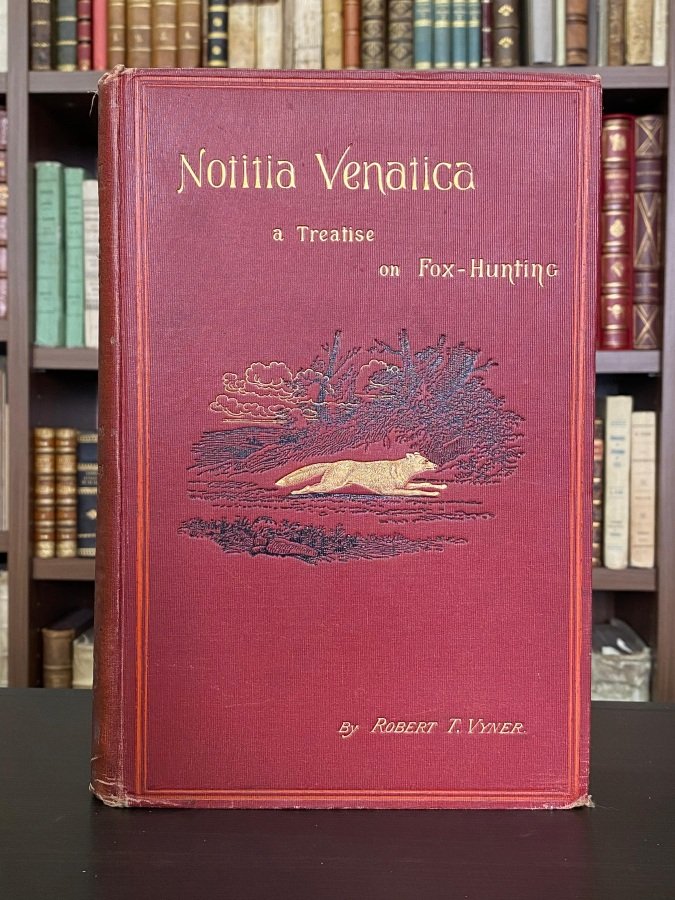 Notitia Venatica
a Treatise
on Fox-Hunting
By Robert T. Vyner.